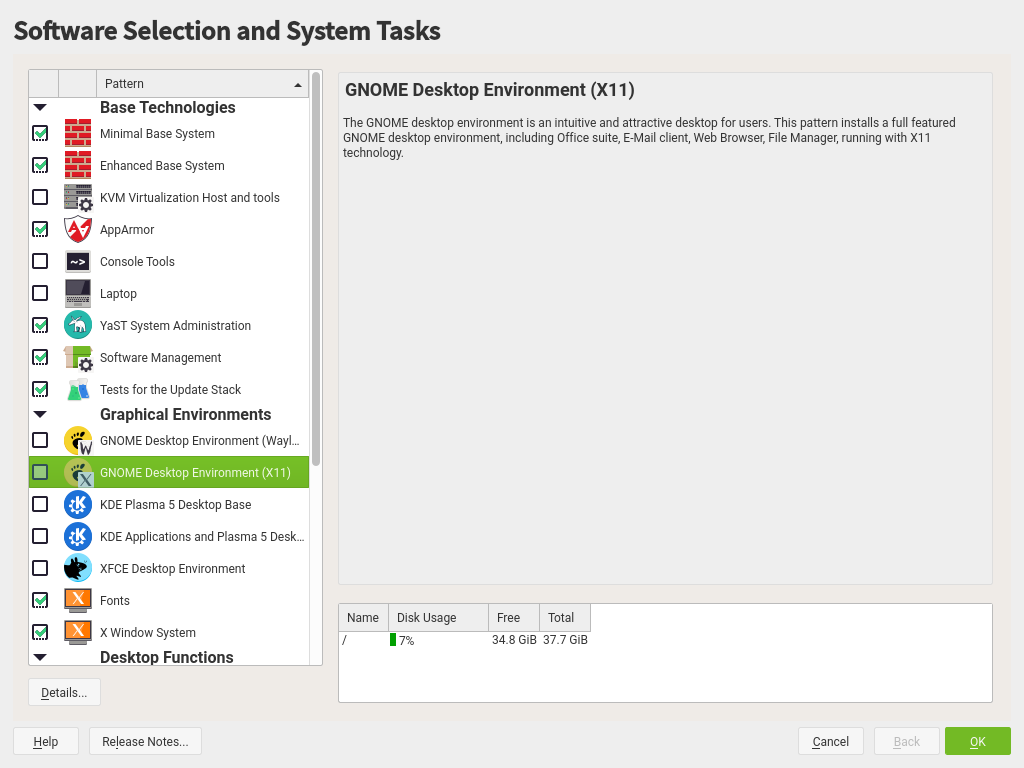 Software Selection and System Tasks
Pattern
Base Technologies
Minimal Base System
Enhanced Base System
KVM Virtualization Host and tools
AppArmor
Console Tools
Laptop
YaST System Administration
Software Management
Tests for the Update Stack
Graphical Environments
GNOME Desktop Environment (Wayl...
GNOME Desktop Environment (X11)
KDE Plasma 5 Desktop Base
KDE Applications and Plasma 5 Desk...
XFCE Desktop Environment
Fonts
X Window System
Desktop Functions
Details...
GNOME Desktop Environment (X11)
The GNOME desktop environment is an intuitive and attractive desktop for users. This pattern installs a full featured
GNOME desktop environment, including Office suite, E-Mail client, Web Browser, File Manager, running with X11
technology.
Name Disk Usage Free Total
/ 7% 34.8 GiB 37.7 GiB
Help Release Notes... Cancel Back OK